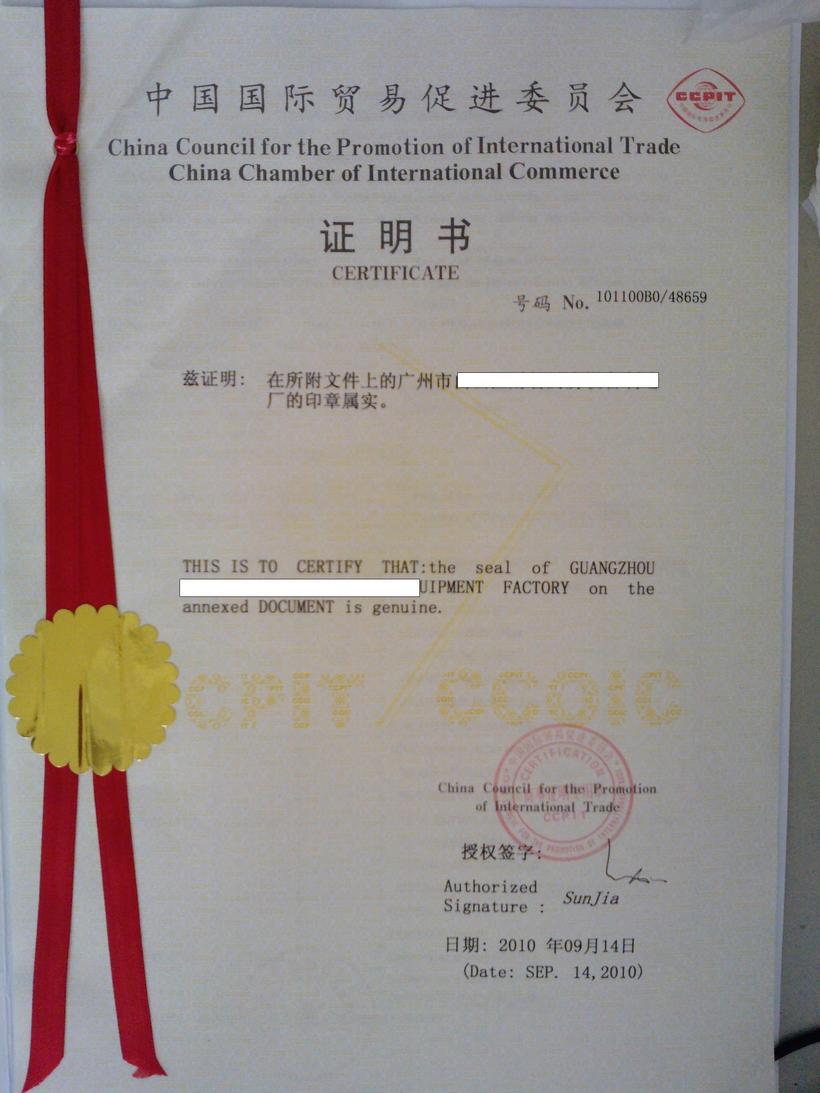 中国国际贸易促进委员会
CCPIT
China Council for the Promotion of International Trade
China Chamber of International Commerce
证明书
CERTIFICATE
号码 No. 101100B0/48659
兹证明: 在所附文件上的广州市
厂的印章属实。
THIS IS TO CERTIFY THAT:the seal of GUANGZHOU
UIPMENT FACTORY on the
annexed DOCUMENT is genuine.
CPIT CCOIC
CERTIFICATION
CCPIT
China Council for the Promotion
of International Trade
授权签字:
Authorized
Signature : SunJia
日期: 2010 年09月14日
(Date: SEP. 14,2010)